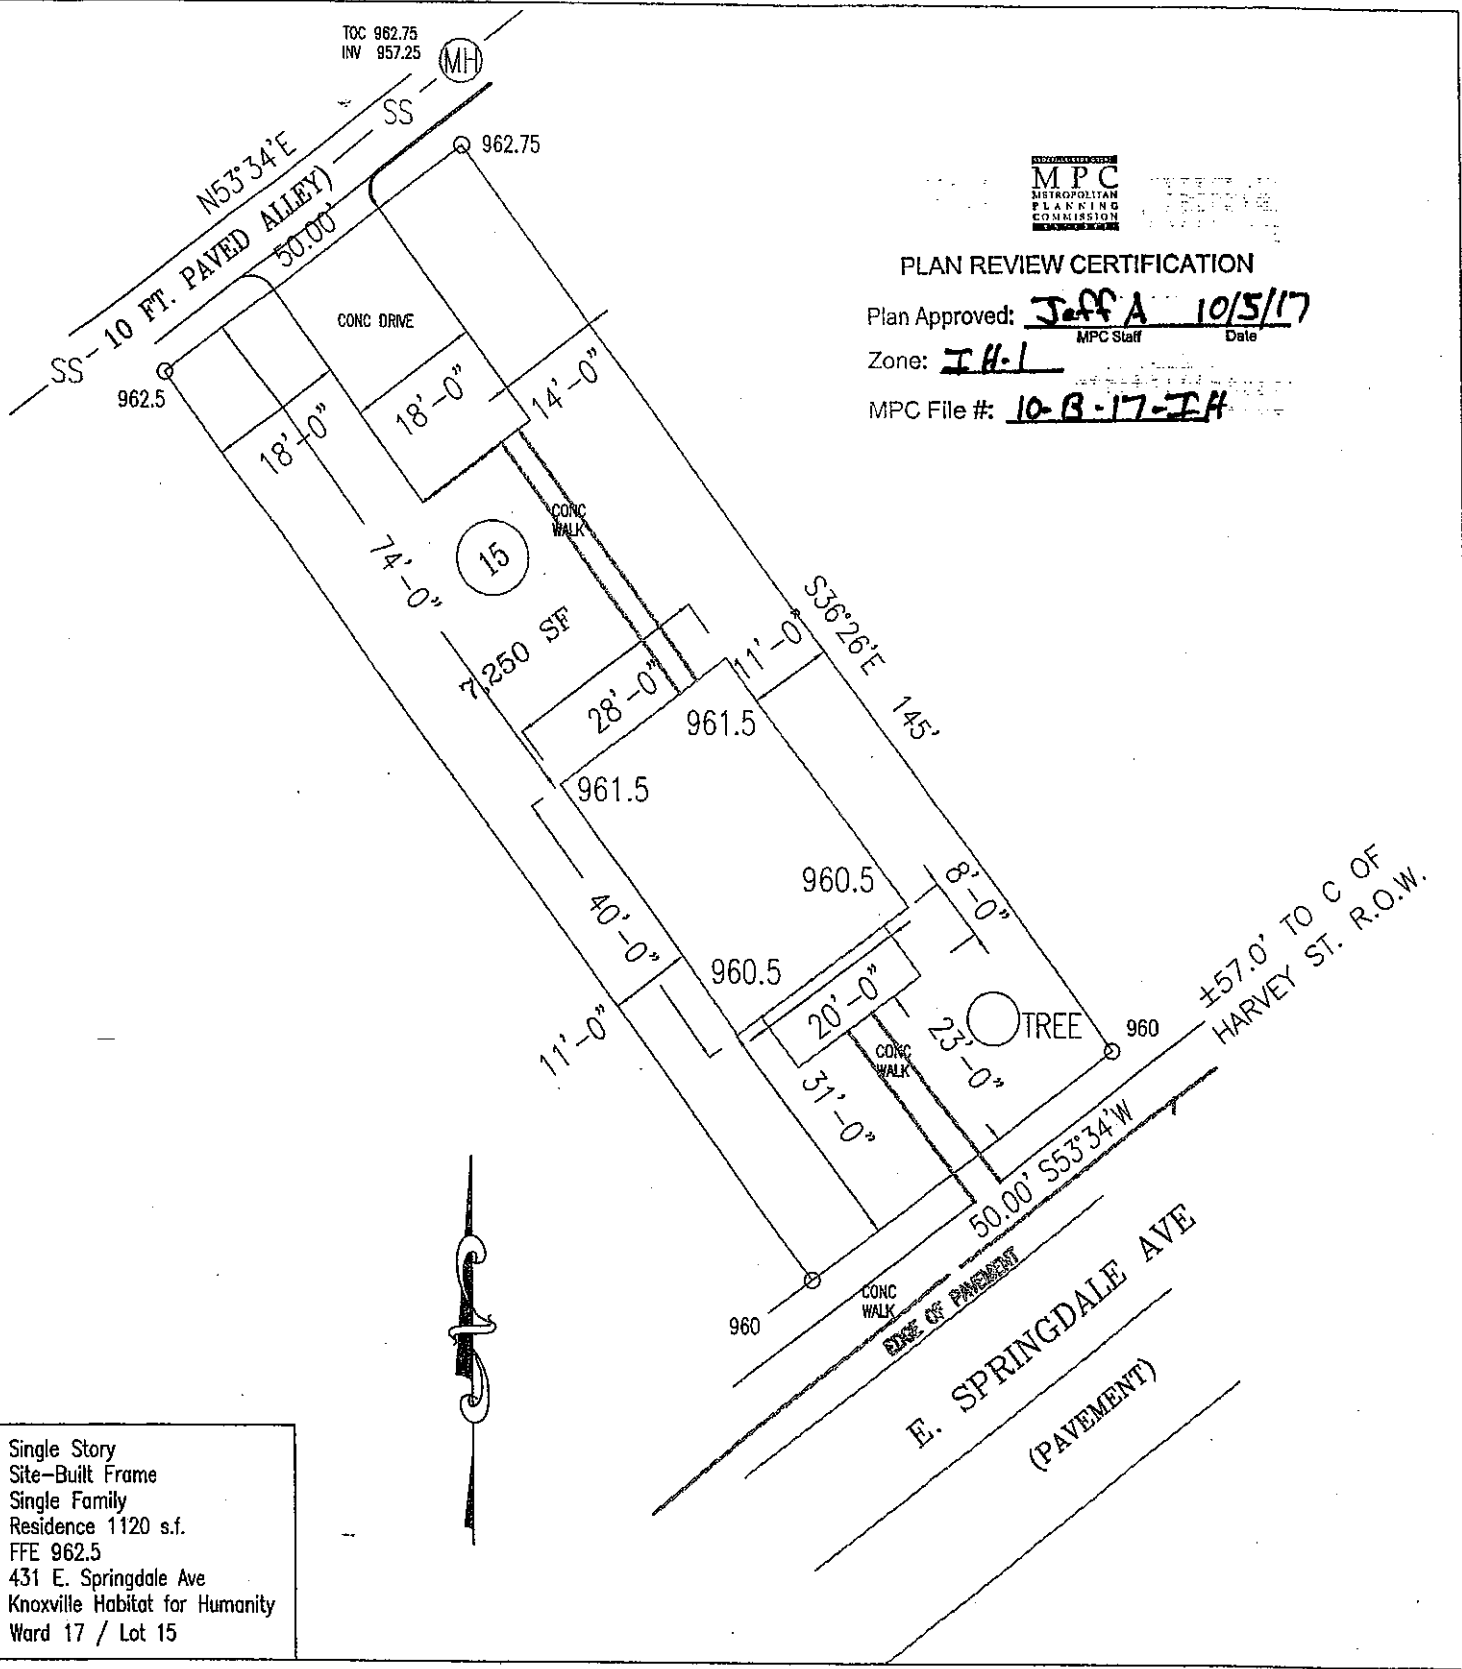 TOC 962.75
INV 957.25
MH
SS
N53°34'E
10 FT. PAVED ALLEY)
50.00'
SS
962.75
962.5
MPC
METROPOLITAN
PLANNING
COMMISSION
PLAN REVIEW CERTIFICATION
Plan Approved: Jeff A 10/5/17
MPC Staff Date
Zone: IH-1
MPC File #: 10-B-17-IH
CONC DRIVE
18'-0"
18'-0"
14'-0"
74'-0"
15
CONC
WALK
7,250 SF
28'-0"
11'-0"
S36°26'E 145'
961.5
961.5
960.5
960.5
40'-0"
11'-0"
8'-0"
20'-0"
CONC
WALK
31'-0"
23'-0"
TREE
960
±57.0' TO C OF
HARVEY ST. R.O.W.
50.00' S53°34'W
960
CONC
WALK
EDGE OF PAVEMENT
E. SPRINGDALE AVE
(PAVEMENT)
Single Story
Site-Built Frame
Single Family
Residence 1120 s.f.
FFE 962.5
431 E. Springdale Ave
Knoxville Habitat for Humanity
Ward 17 / Lot 15